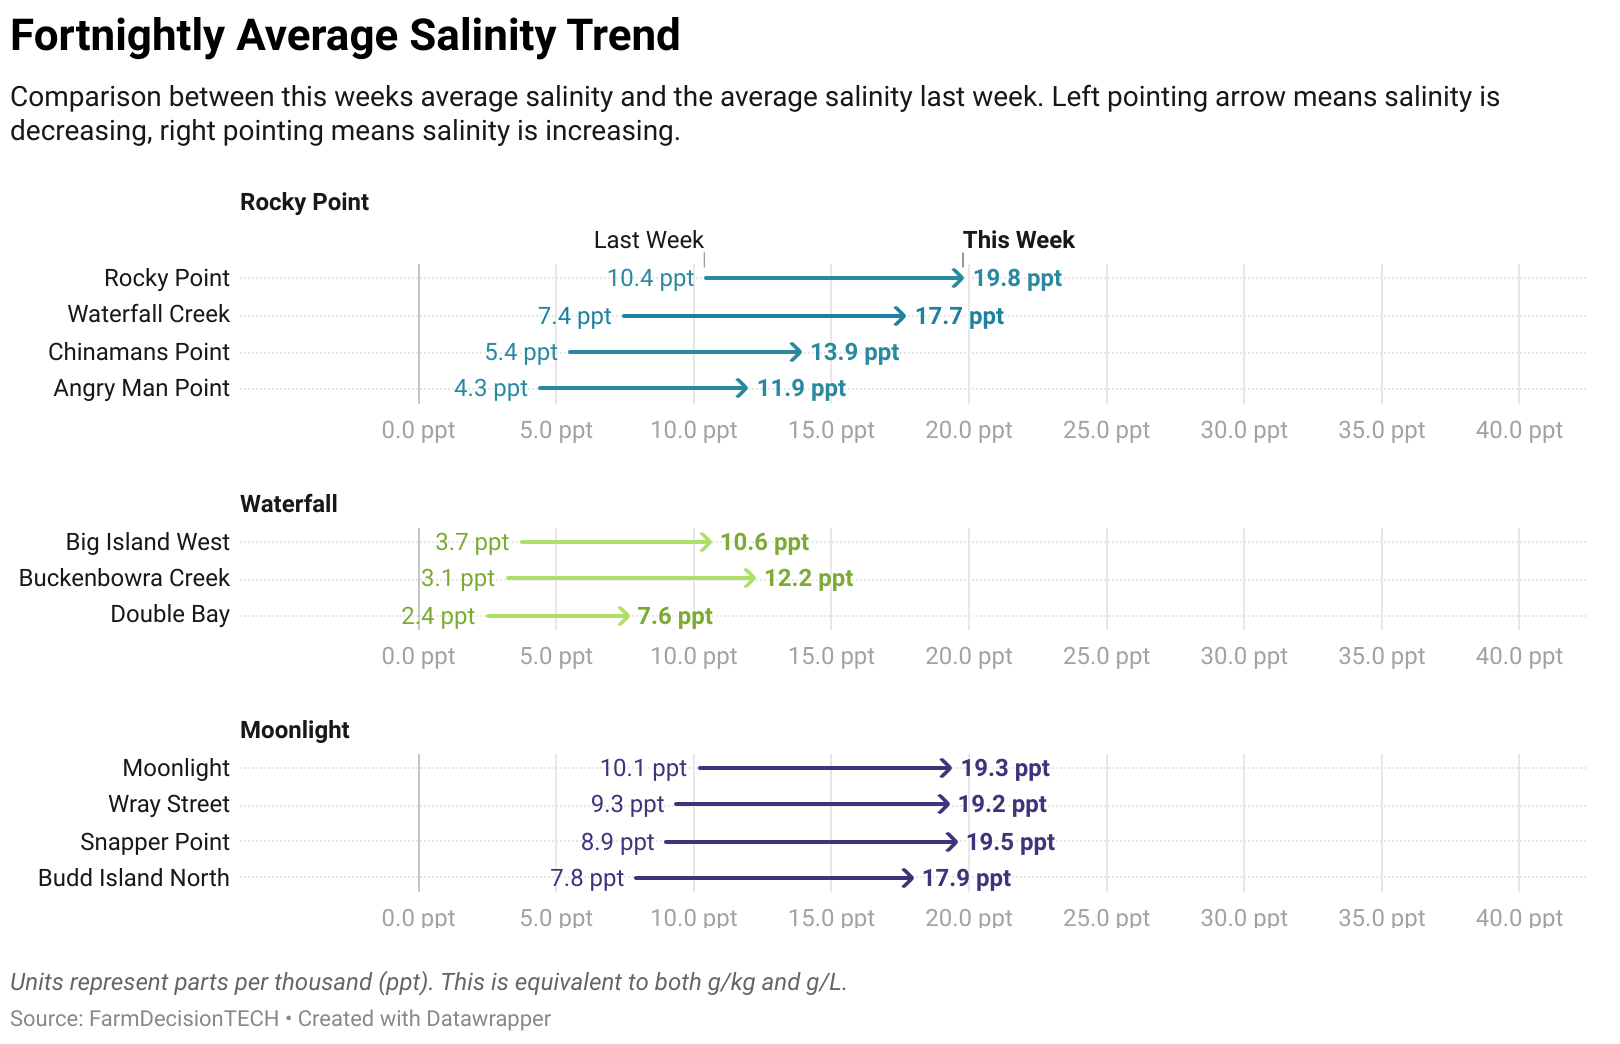 Fortnightly Average Salinity Trend
Comparison between this weeks average salinity and the average salinity last week. Left pointing arrow means salinity is
decreasing, right pointing means salinity is increasing.
Rocky Point
Last Week This Week
Rocky Point 10.4 ppt 19.8 ppt
Waterfall Creek 7.4 ppt 17.7 ppt
Chinamans Point 5.4 ppt 13.9 ppt
Angry Man Point 4.3 ppt 11.9 ppt
0.0 ppt 5.0 ppt 10.0 ppt 15.0 ppt 20.0 ppt 25.0 ppt 30.0 ppt 35.0 ppt 40.0 ppt
Waterfall
Big Island West 3.7 ppt 10.6 ppt
Buckenbowra Creek 3.1 ppt 12.2 ppt
Double Bay 2.4 ppt 7.6 ppt
0.0 ppt 5.0 ppt 10.0 ppt 15.0 ppt 20.0 ppt 25.0 ppt 30.0 ppt 35.0 ppt 40.0 ppt
Moonlight
Moonlight 10.1 ppt 19.3 ppt
Wray Street 9.3 ppt 19.2 ppt
Snapper Point 8.9 ppt 19.5 ppt
Budd Island North 7.8 ppt 17.9 ppt
0.0 ppt 5.0 ppt 10.0 ppt 15.0 ppt 20.0 ppt 25.0 ppt 30.0 ppt 35.0 ppt 40.0 ppt
Units represent parts per thousand (ppt). This is equivalent to both g/kg and g/L.
Source: FarmDecisionTECH • Created with Datawrapper